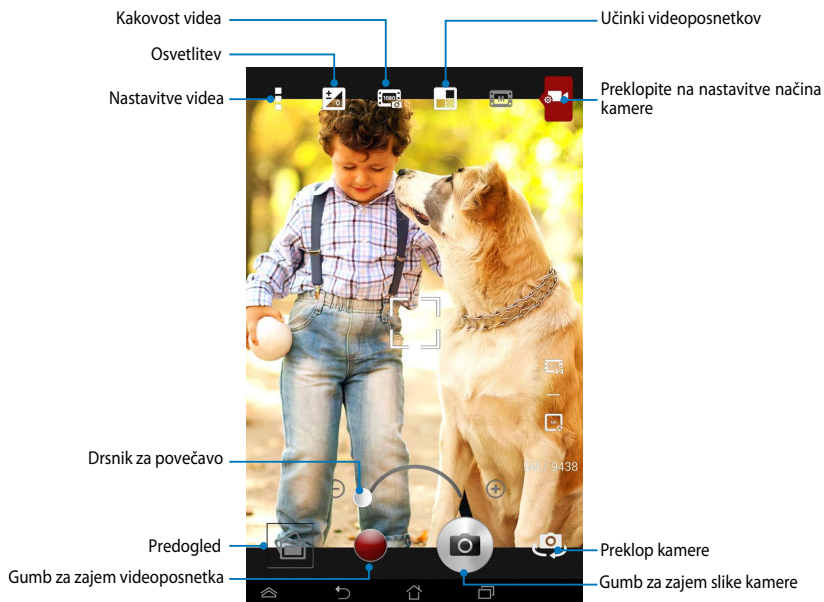 Kakovost videa
Učinki videoposnetkov
Osvetlitev
Nastavitve videa
Preklopite na nastavitve načina
kamere
1080
M
Drsnik za povečavo
Predogled
Preklop kamere
Gumb za zajem videoposnetka
Gumb za zajem slike kamere